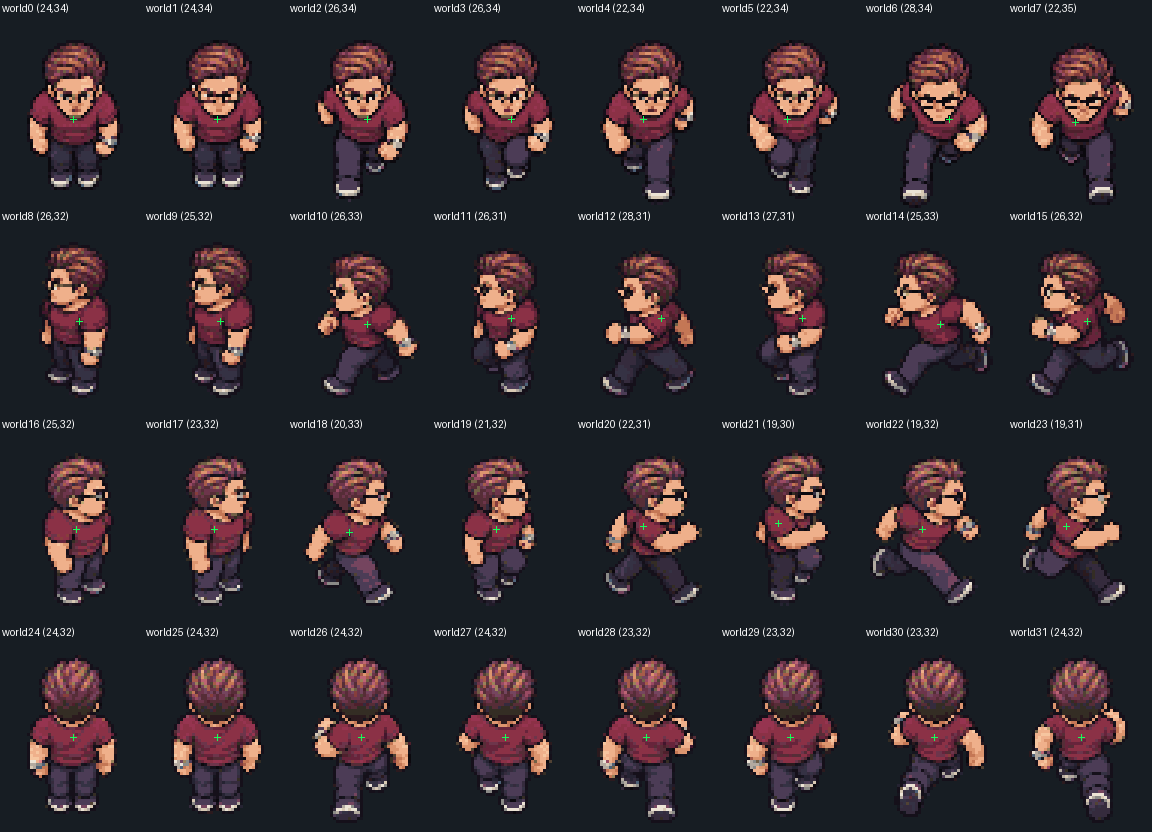 world0 (24,34) world1 (24,34) world2 (26,34) world3 (26,34) world4 (22,34) world5 (22,34) world6 (28,34) world7 (22,35)
world8 (26,32) world9 (25,32) world10 (26,33) world11 (26,31) world12 (28,31) world13 (27,31) world14 (25,33) world15 (26,32)
world16 (25,32) world17 (23,32) world18 (20,33) world19 (21,32) world20 (22,31) world21 (19,30) world22 (19,32) world23 (19,31)
world24 (24,32) world25 (24,32) world26 (24,32) world27 (24,32) world28 (23,32) world29 (23,32) world30 (23,32) world31 (24,32)